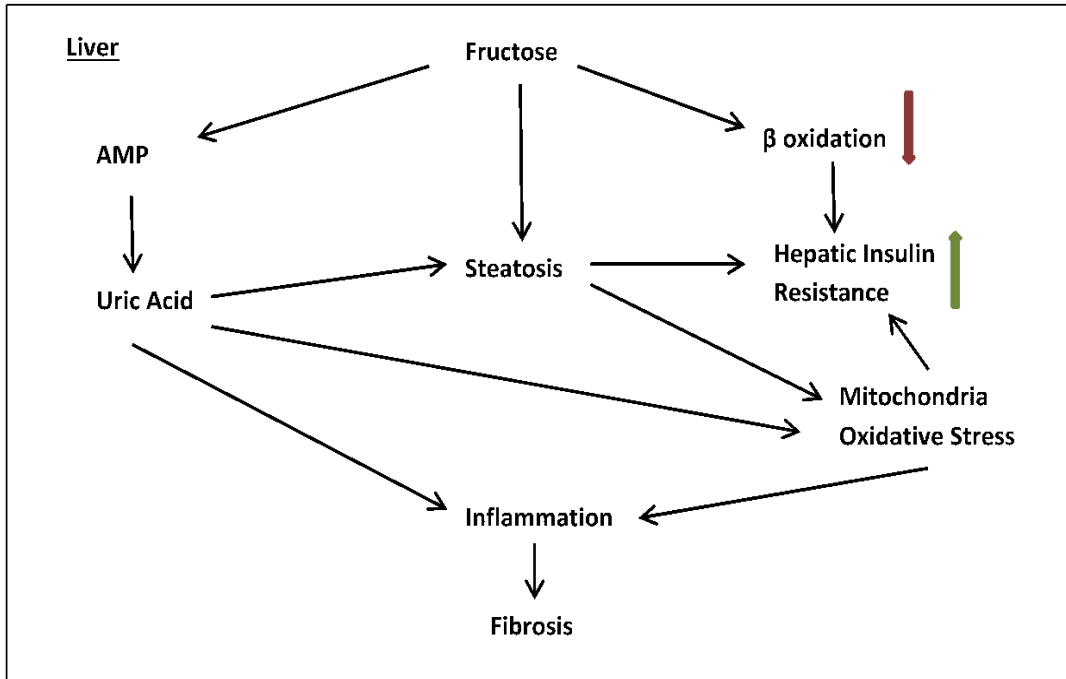 Liver
Fructose
AMP
β oxidation
Uric Acid
Steatosis
Hepatic Insulin
Resistance
Mitochondria
Oxidative Stress
Inflammation
Fibrosis